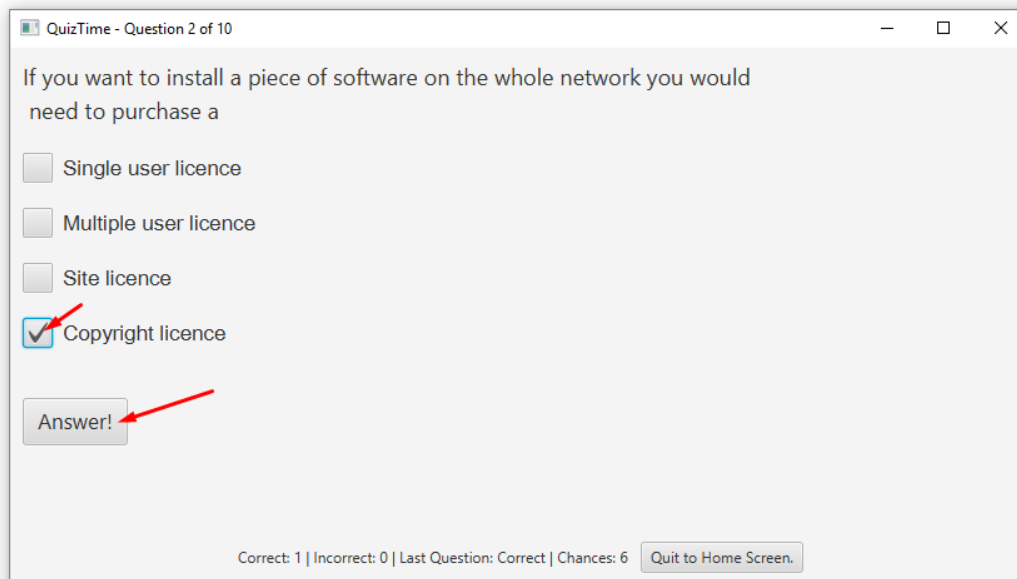 QuizTime - Question 2 of 10
If you want to install a piece of software on the whole network you would
need to purchase a
Single user licence
Multiple user licence
Site licence
Copyright licence
Answer!
Correct: 1 | Incorrect: 0 | Last Question: Correct | Chances: 6 Quit to Home Screen.